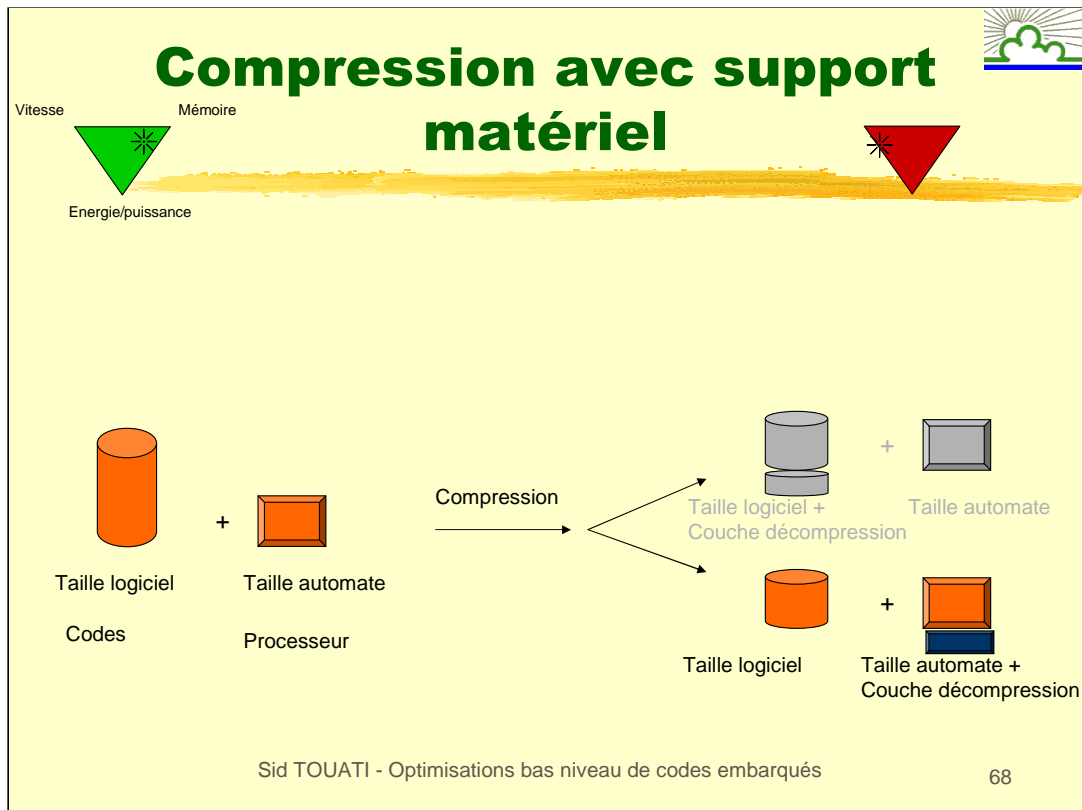 Compression avec support
matériel
Vitesse
Mémoire
Energie/puissance
Compression
Taille logiciel +
Couche décompression
+
Taille automate
+
Taille logiciel
Taille automate
Codes
Processeur
+
Taille logiciel
Taille automate +
Couche décompression
Sid TOUATI - Optimisations bas niveau de codes embarqués
68